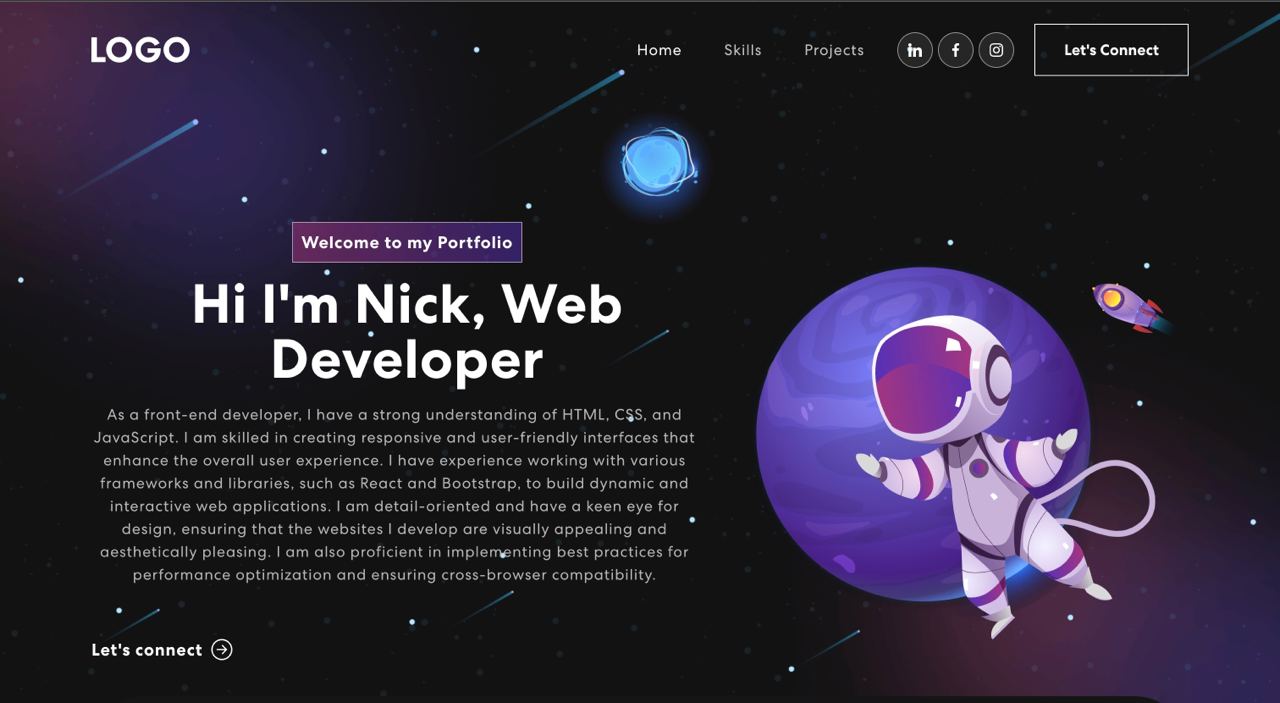 LOGO
Home Skills Projects in f Let's Connect
Welcome to my Portfolio
Hi I'm Nick, Web
Developer
As a front-end developer, I have a strong understanding of HTML, CSS, and
JavaScript. I am skilled in creating responsive and user-friendly interfaces that
enhance the overall user experience. I have experience working with various
frameworks and libraries, such as React and Bootstrap, to build dynamic and
interactive web applications. I am detail-oriented and have a keen eye for
design, ensuring that the websites I develop are visually appealing and
aesthetically pleasing. I am also proficient in implementing best practices for
performance optimization and ensuring cross-browser compatibility.
Let's connect